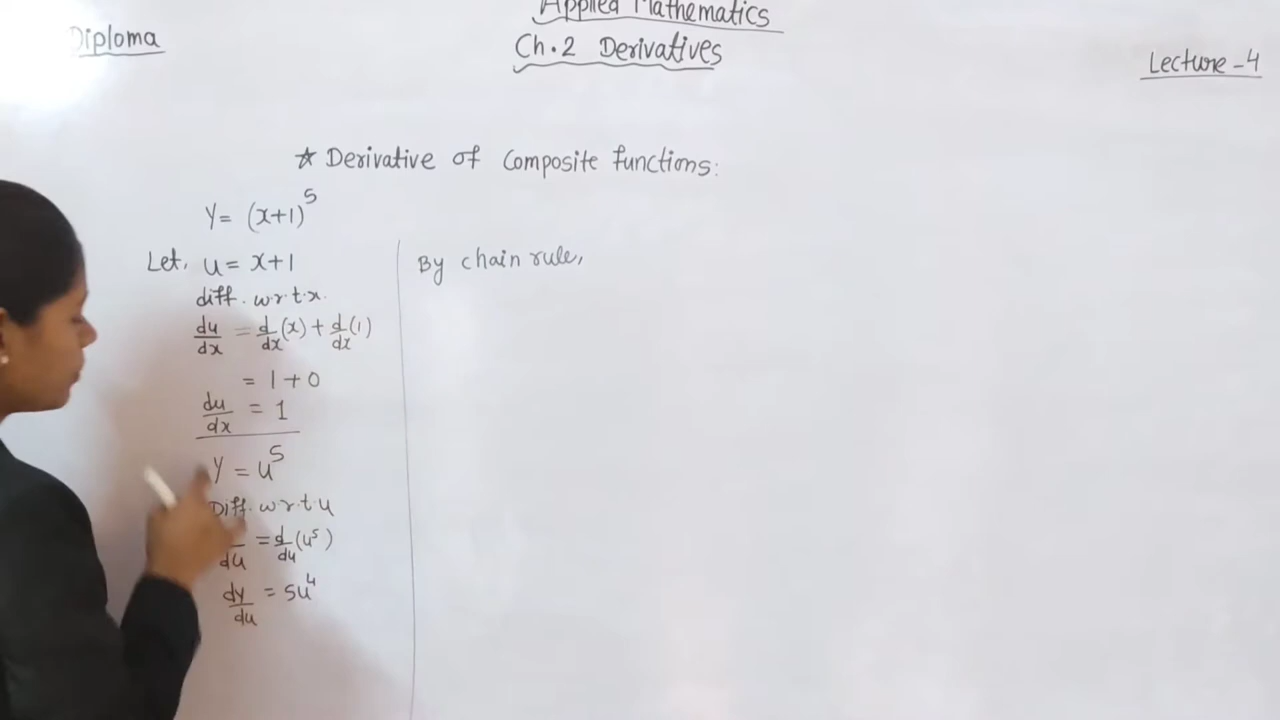 Applied Mathematics
Diploma
Ch.2 Derivatives
Lecture-4
☆ Derivative of Composite functions:
y = (x+1)^5
Let, u = x+1
diff. w.r.t.x.
du/dx = d/dx(x) + d/dx(1)
= 1+0
du/dx = 1
y = u^5
Diff. w.r.t u
du = d/du(u^5)
dy/du = 5u^4
By chain rule,